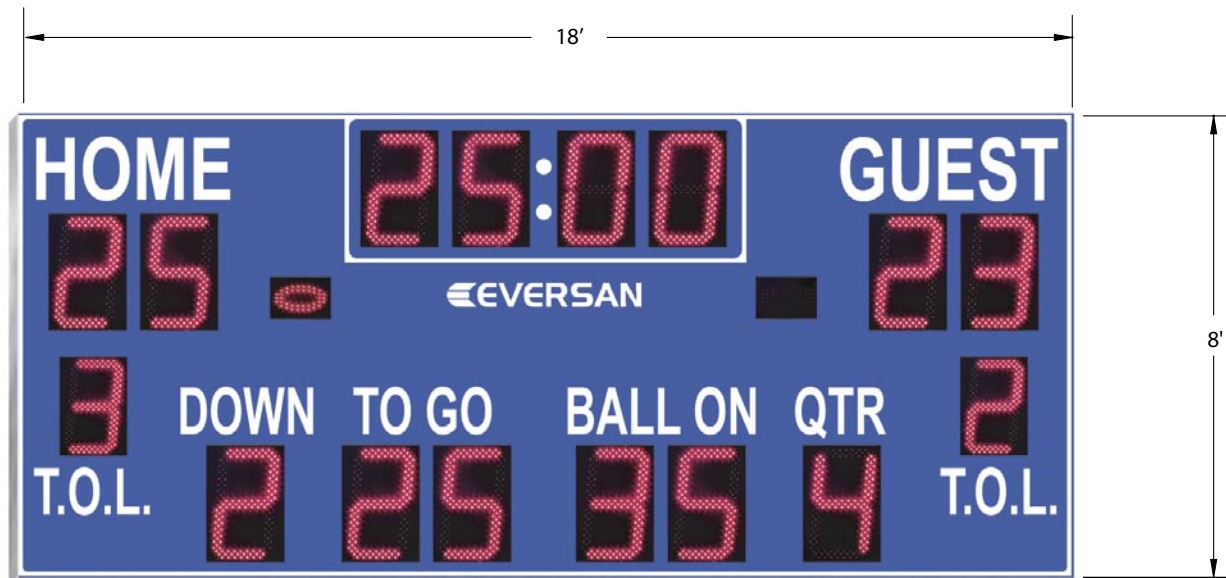 18′
HOME 25:00 GUEST
25 23
EVERSAN
8'
3 2
DOWN TO GO BALL ON QTR
T.O.L. 2 25 35 4 T.O.L.